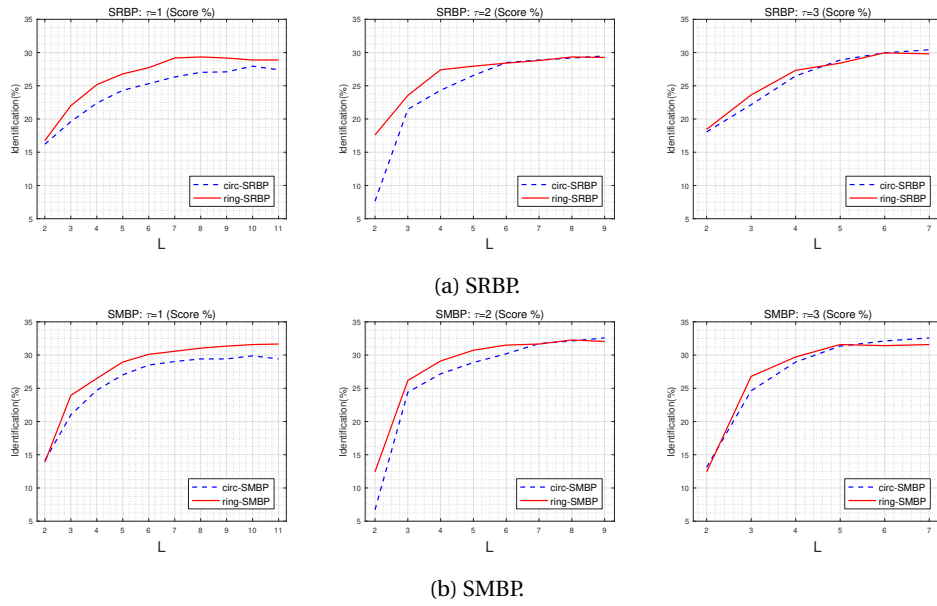 SRBP: τ=1 (Score %)
35
30
25
20
15
10
5
Identification(%)
circ-SRBP
ring-SRBP
2 3 4 5 6 7 8 9 10 11
L
SRBP: τ=2 (Score %)
35
30
25
20
15
10
5
Identification(%)
circ-SRBP
ring-SRBP
2 3 4 5 6 7 8 9
L
SRBP: τ=3 (Score %)
35
30
25
20
15
10
5
Identification(%)
circ-SRBP
ring-SRBP
2 3 4 5 6 7
L
(a) SRBP.
SMBP: τ=1 (Score %)
35
30
25
20
15
10
5
Identification(%)
circ-SMBP
ring-SMBP
2 3 4 5 6 7 8 9 10 11
L
SMBP: τ=2 (Score %)
35
30
25
20
15
10
5
Identification(%)
circ-SMBP
ring-SMBP
2 3 4 5 6 7 8 9
L
SMBP: τ=3 (Score %)
35
30
25
20
15
10
5
Identification(%)
circ-SMBP
ring-SMBP
2 3 4 5 6 7
L
(b) SMBP.